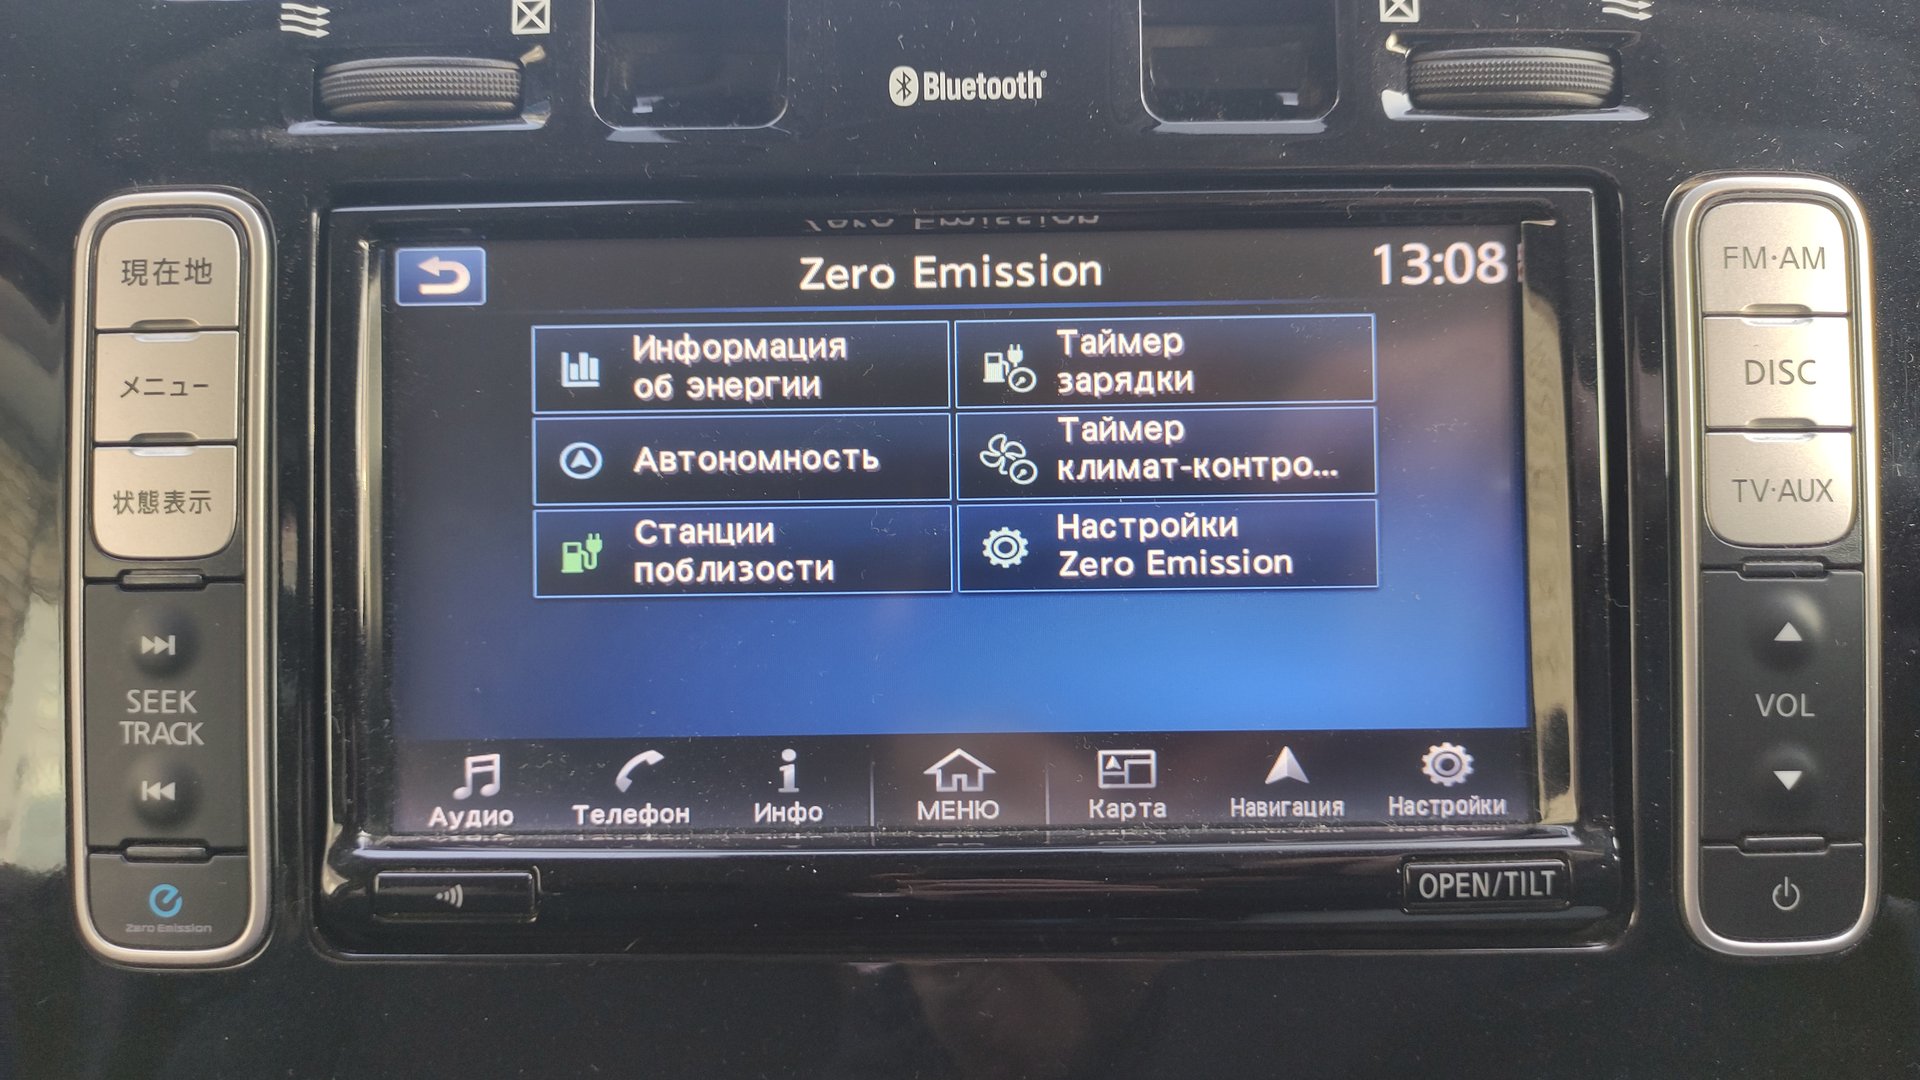 Bluetooth
現在地
メニュー
状態表示
SEEK
TRACK
Zero Emission
Zero Emission
13:08
Информация
об энергии
Таймер
зарядки
Автономность
Таймер
климат-контро...
Станции
поблизости
Настройки
Zero Emission
Аудио
Телефон
Инфо
МЕНЮ
Карта
Навигация
Настройки
OPEN/TILT
FM·AM
DISC
TV·AUX
VOL